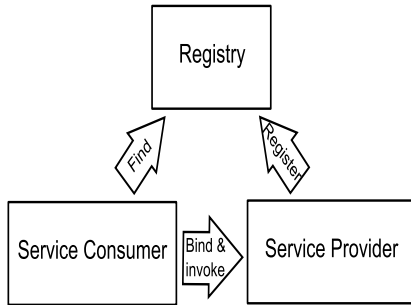 Registry
Find
Register
Service Consumer
Bind &
invoke
Service Provider